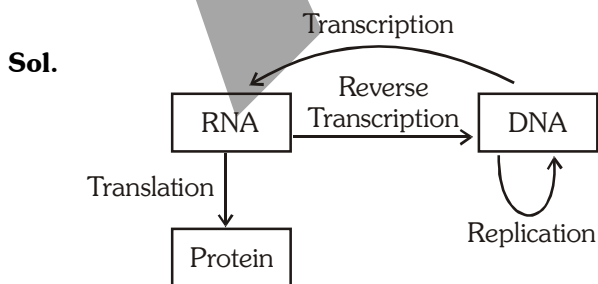 Transcription
Sol.
Reverse
Transcription
RNA
DNA
Translation
Replication
Protein